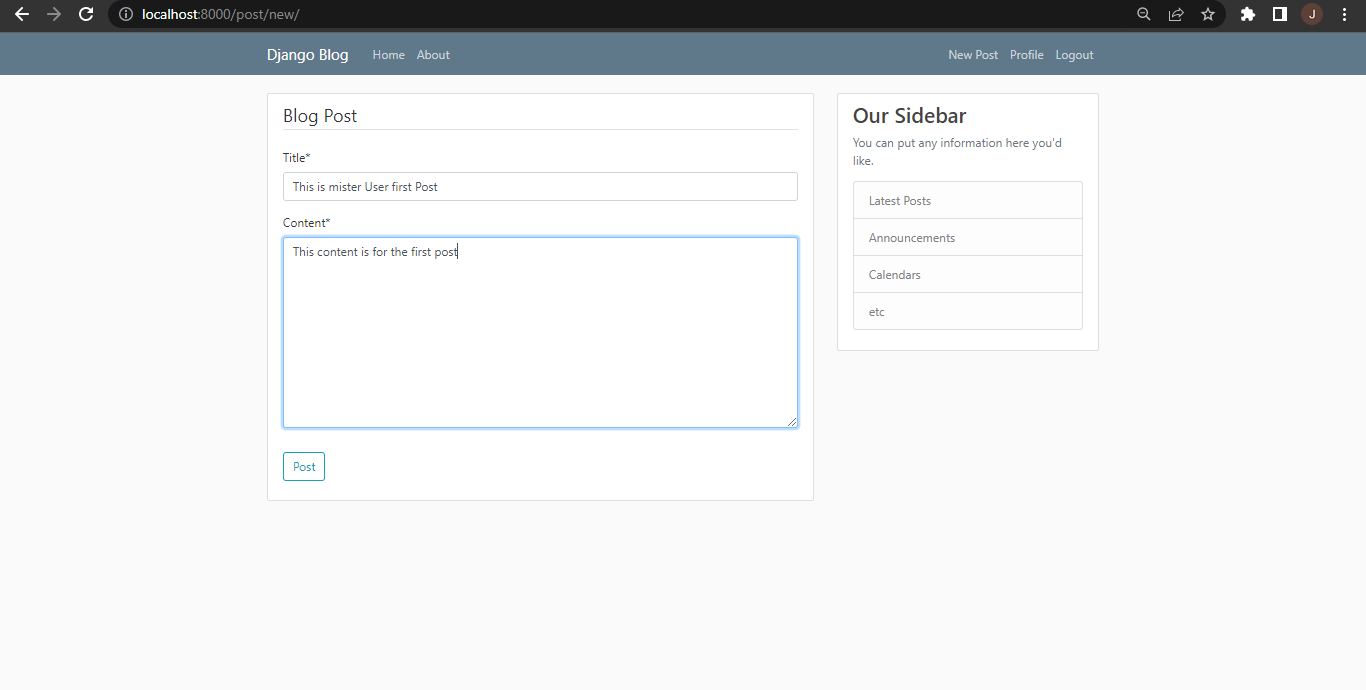 localhost:8000/post/new/
J
Django Blog Home About New Post Profile Logout
Blog Post
Title*
This is mister User first Post
Content*
This content is for the first post
Post
Our Sidebar
You can put any information here you'd
like.
Latest Posts
Announcements
Calendars
etc